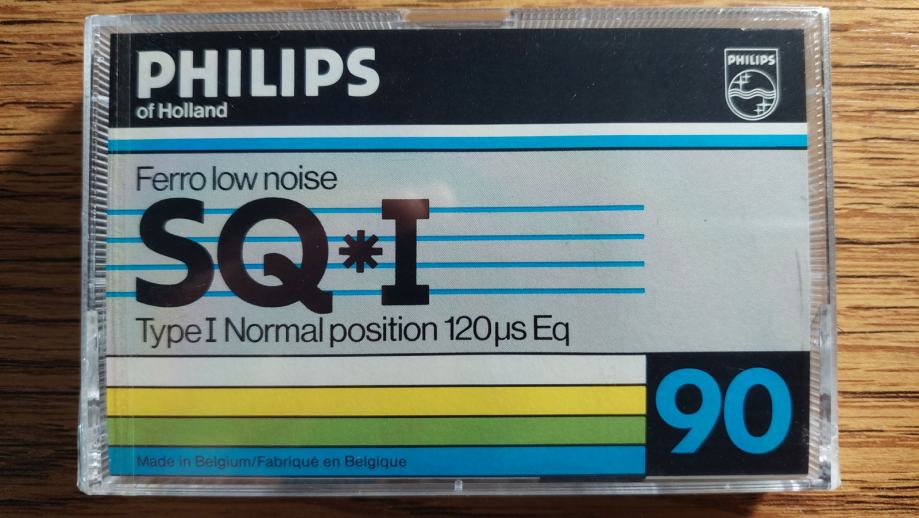 PHILIPS
of Holland
PHILIPS
Ferro low noise
SQ*I
Type I Normal position 120µs Eq
90
Made in Belgium/Fabriqué en Belgique